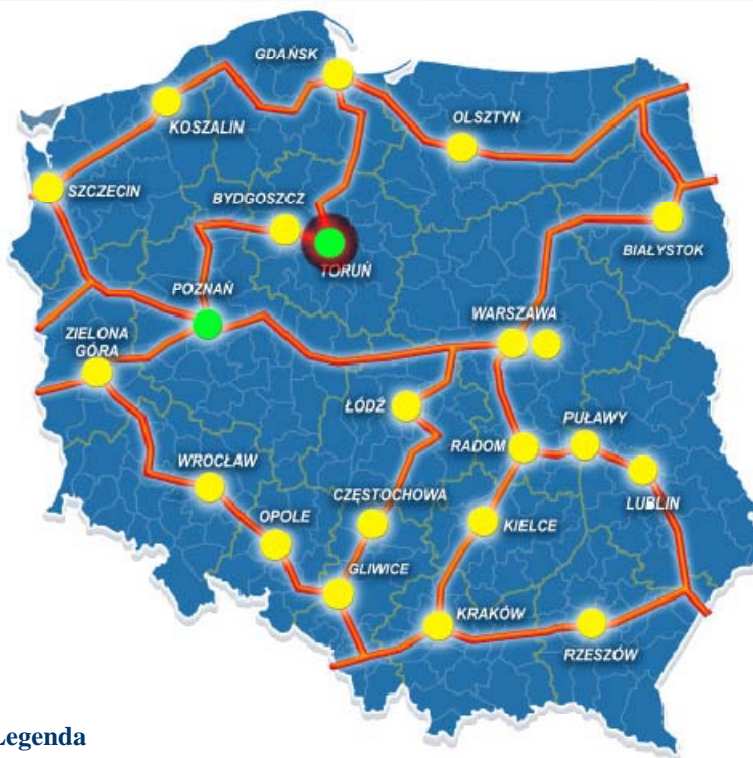 GDAŃSK
OLSZTYN
KOSZALIN
SZCZECIN
BYDGOSZCZ
BIAŁYSTOK
TORUŃ
POZNAŃ
WARSZAWA
ZIELONA
GÓRA
ŁÓDŹ
PUŁAWY
RADOM
WROCŁAW
CZĘSTOCHOWA
LUBLIN
OPOLE
KIELCE
GLIWICE
KRAKÓW
RZESZÓW
Legenda